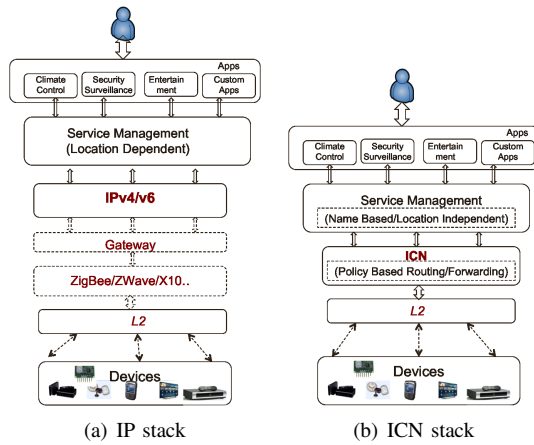 Apps
Climate Control
Security Surveillance
Entertain ment
Custom Apps
Service Management
(Location Dependent)
IPv4/v6
Gateway
ZigBee/ZWave/X10..
L2
Devices
(a) IP stack
Apps
Climate Control
Security Surveillance
Entertain ment
Custom Apps
Service Management
(Name Based/Location Independent)
ICN
(Policy Based Routing/Forwarding)
L2
Devices
(b) ICN stack